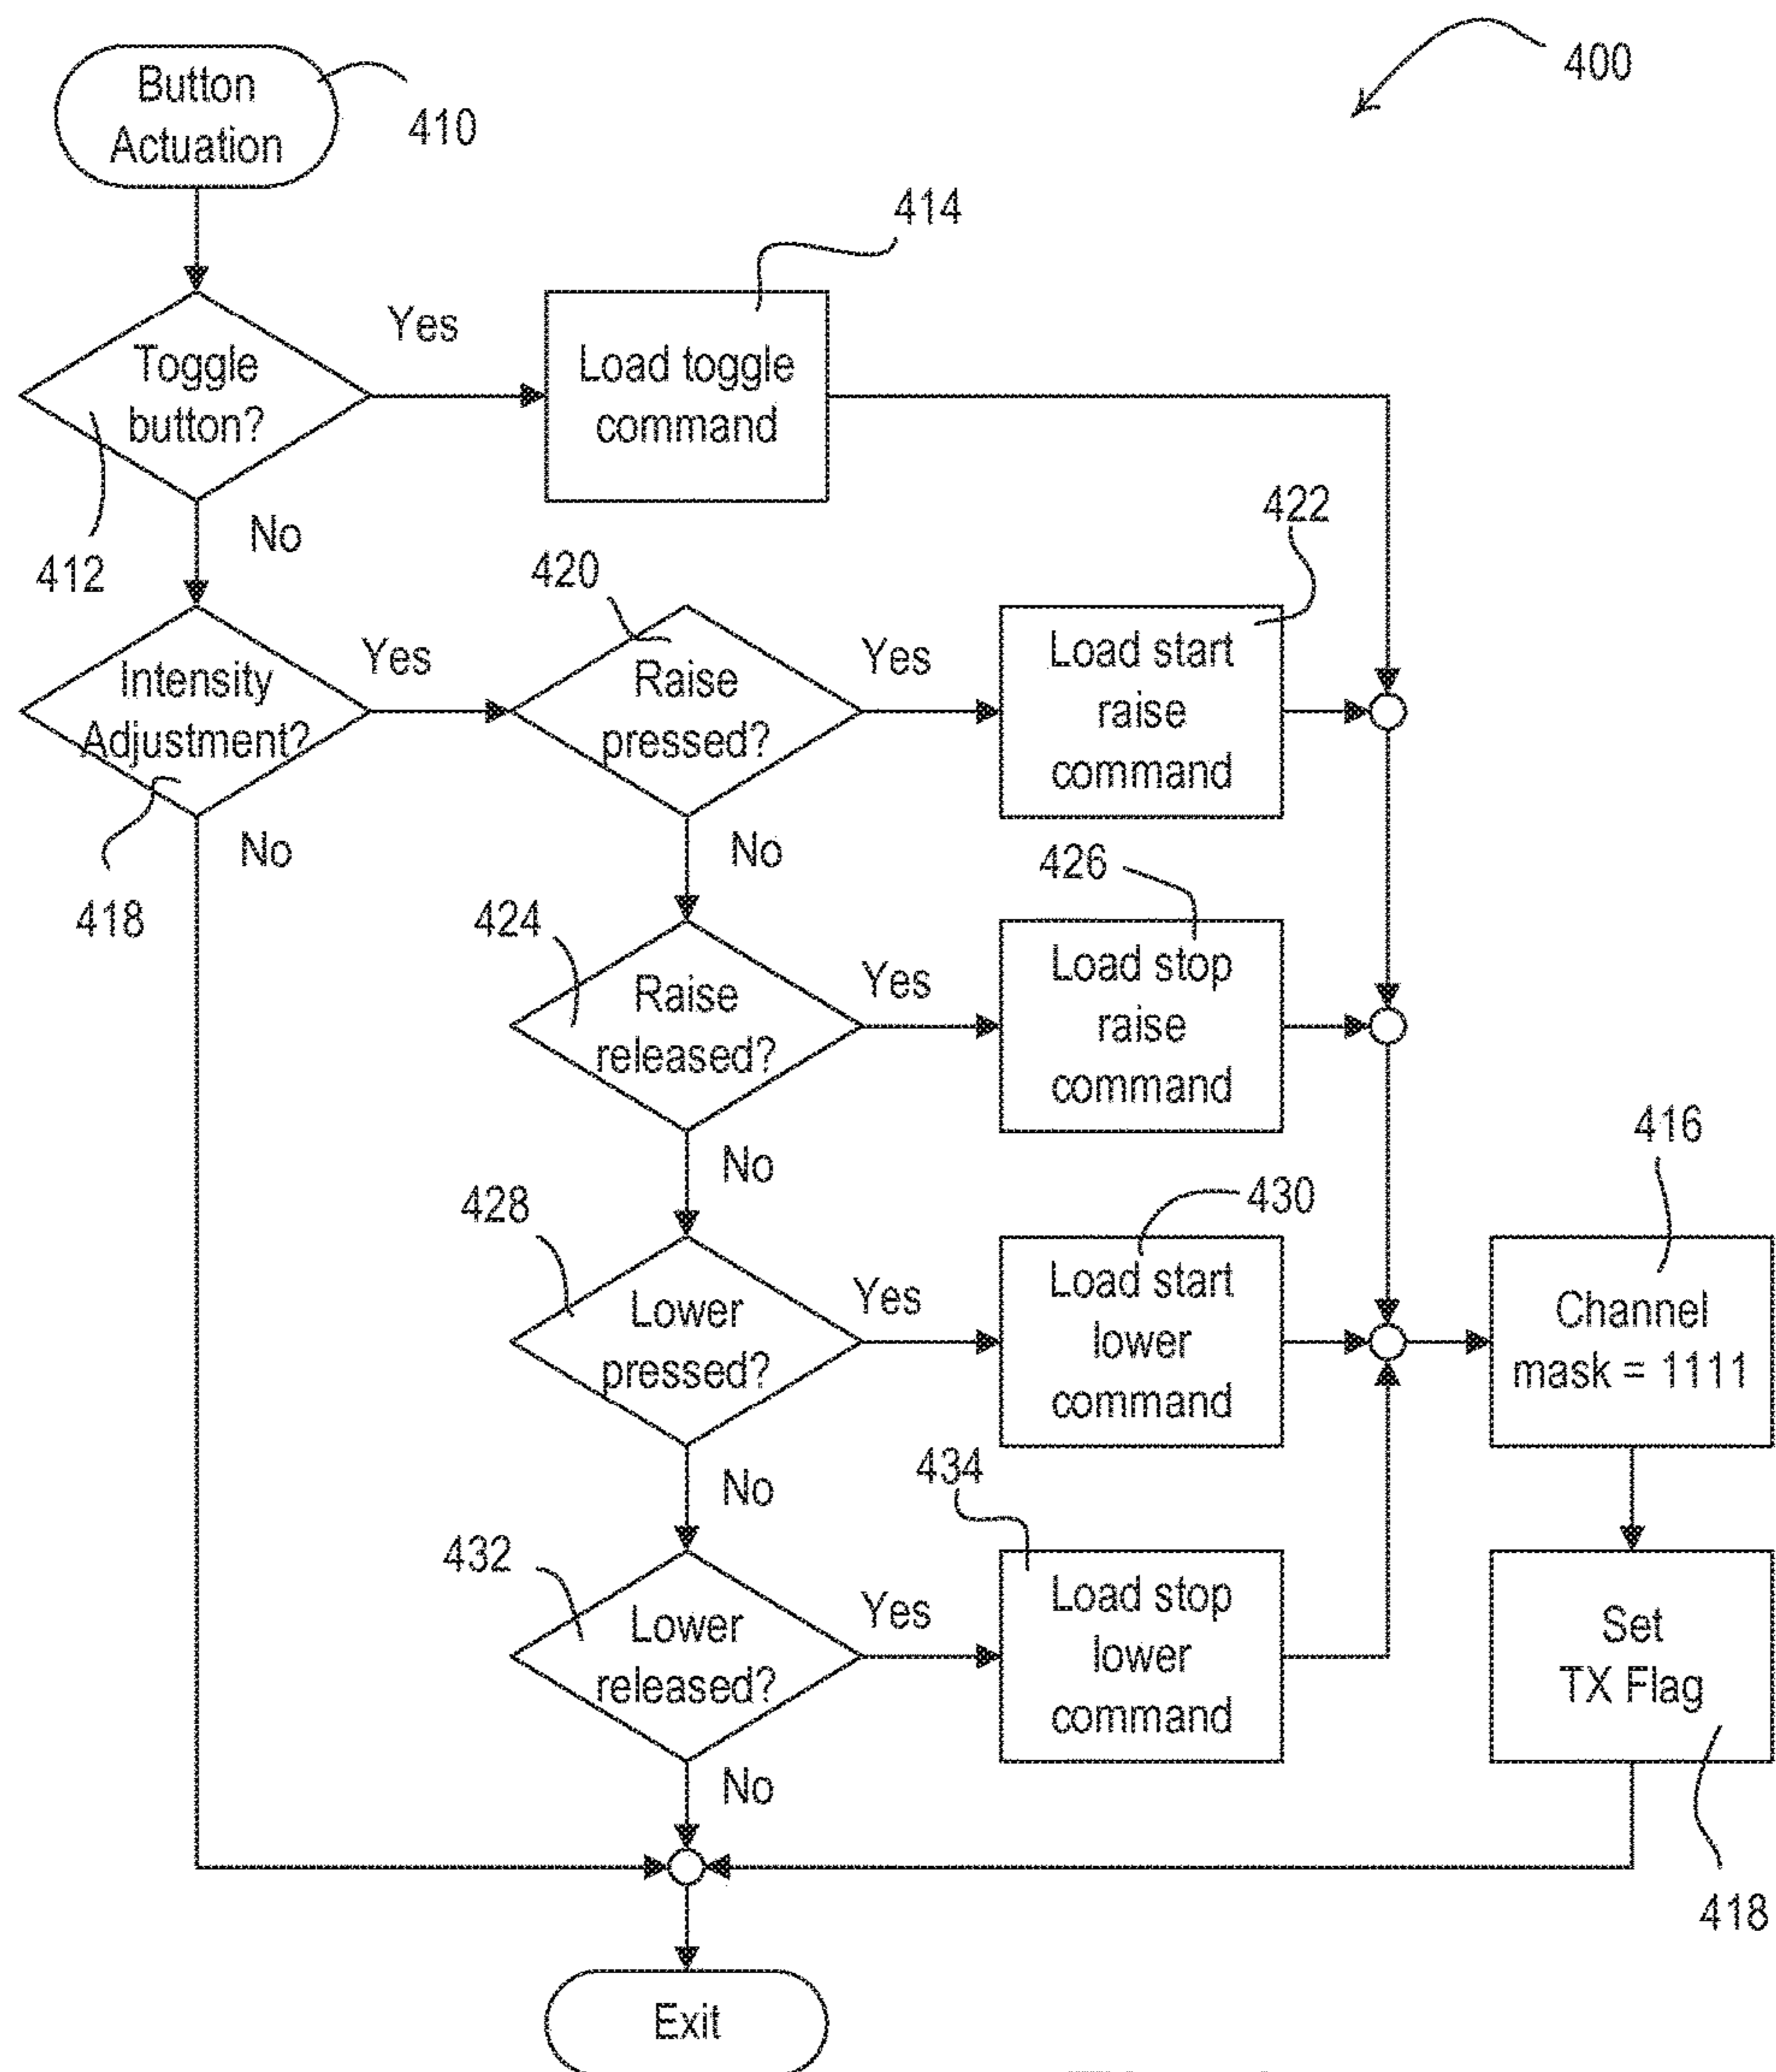 400
Button
Actuation
410
414
Toggle
button?
Yes
Load toggle
command
412
No
420
422
Intensity
Adjustment?
Yes
Raise
pressed?
Yes
Load start
raise
command
418
No
No
424
426
Raise
released?
Yes
Load stop
raise
command
No
416
428
430
Lower
pressed?
Yes
Load start
lower
command
Channel
mask = 1111
No
432
434
Lower
released?
Yes
Load stop
lower
command
Set
TX Flag
No
418
Exit